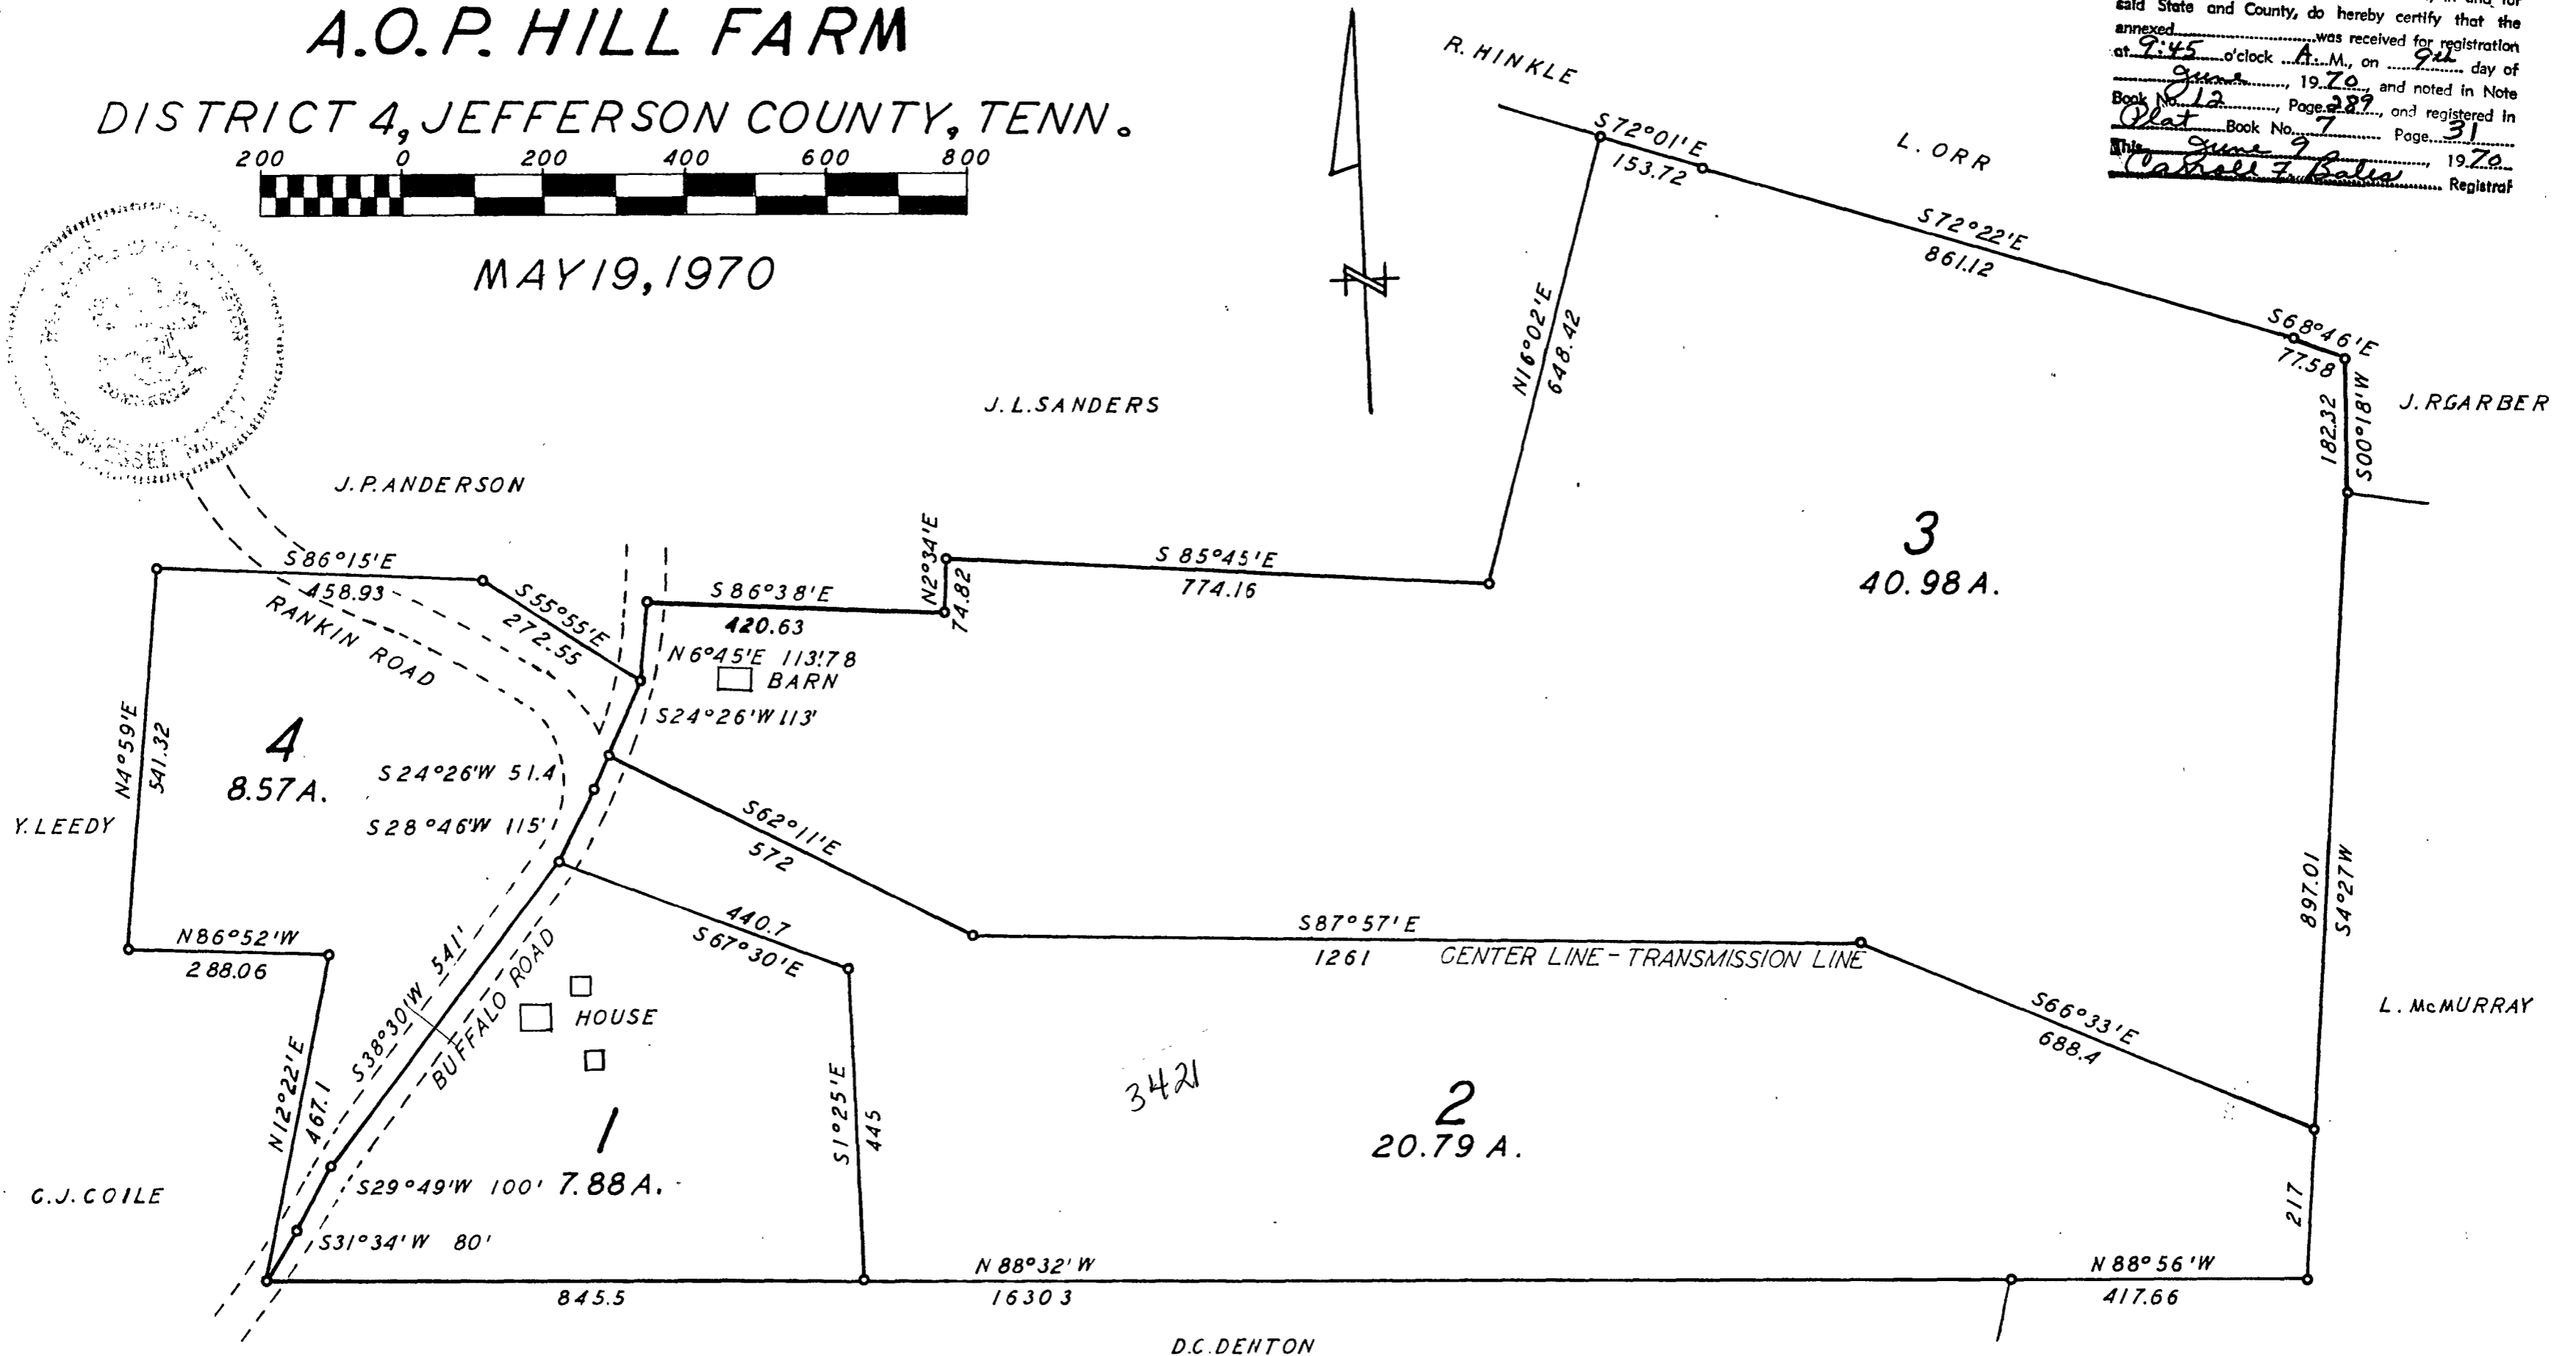 A.O.P. HILL FARM
DISTRICT 4, JEFFERSON COUNTY, TENN.
200 0 200 400 600 800
MAY 19, 1970
said State and County, do hereby certify that the
annexed was received for registration
at 9:45 o'clock A. M., on 9th day of
June, 1970, and noted in Note
Book No. 12, Page 289, and registered in
Plat Book No. 7 Page 31
This June 9, 1970
Carroll F. Bales Registrar
R. HINKLE
S72°01'E
153.72
L. ORR
S72°22'E
861.12
S68°46'E
77.58
N
N16°02'E
648.42
182.32
S00°18'W
J.R GARBER
J.L. SANDERS
J.P. ANDERSON
S86°15'E
458.93
RANKIN ROAD
S55°55'E
272.55
S86°38'E
420.63
N2°34'E
74.82
S 85°45'E
774.16
3
40.98 A.
N6°45'E 113.78
BARN
S24°26'W 113'
N4°59'E
541.32
4
8.57 A.
S24°26'W 51.4
S28°46'W 115'
Y. LEEDY
S62°11'E
572
897.01
S4°27W
N86°52'W
288.06
440.7
S67°30'E
S87°57'E
1261 CENTER LINE - TRANSMISSION LINE
S66°33'E
688.4
L. McMURRAY
S38°30'W 541'
BUFFALO ROAD
HOUSE
N12°22'E
467.1
S1°25'E
445
3421
2
20.79 A.
1
7.88 A.
C.J. COILE
S29°49'W 100'
S31°34'W 80'
217
N 88°32'W
845.5
1630 3
N 88°56'W
417.66
D.C. DENTON